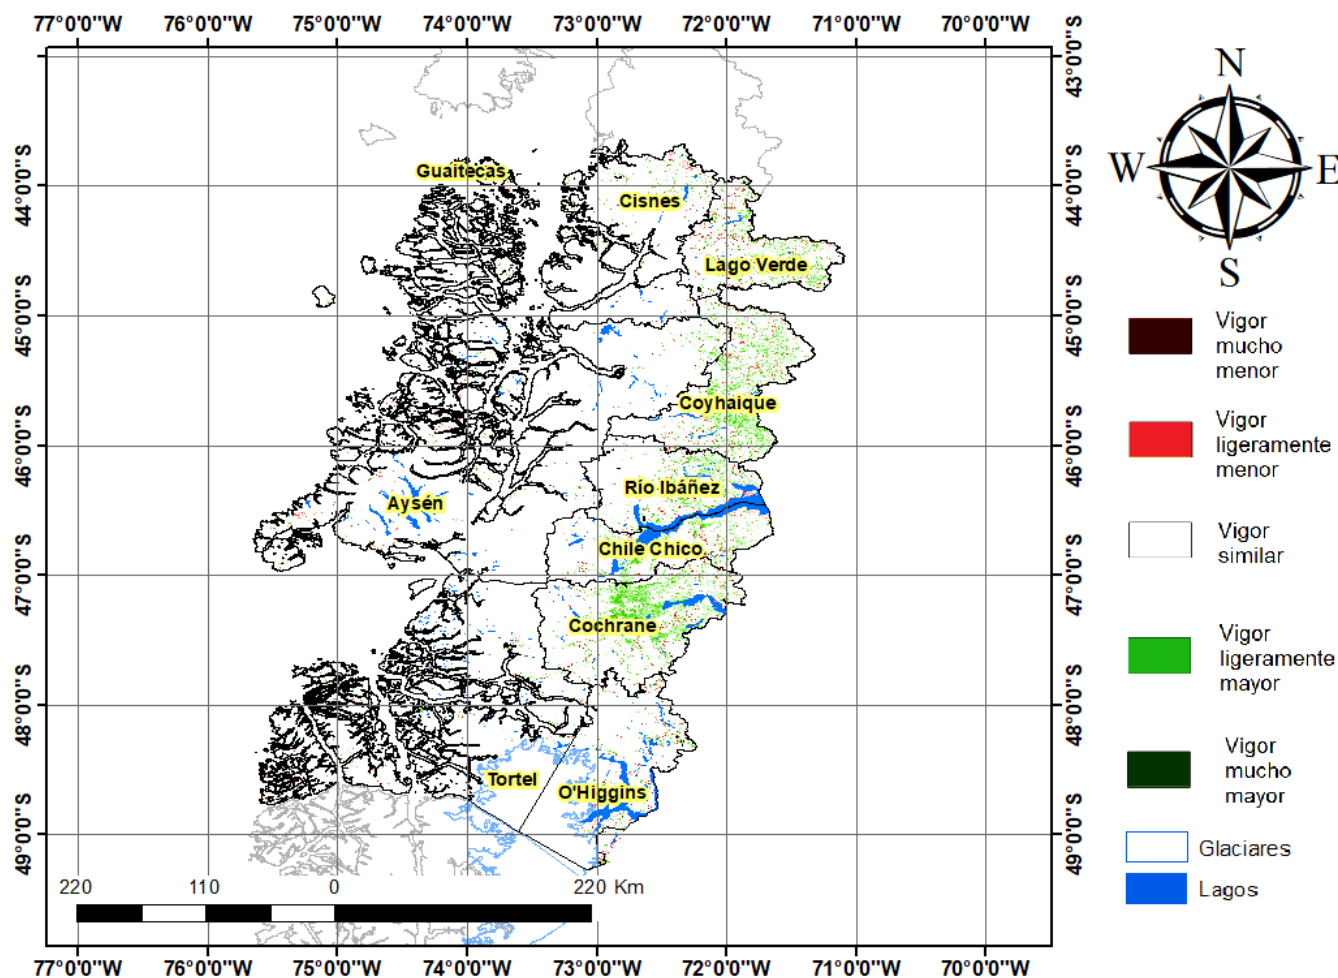 77°0'0"W 76°0'0"W 75°0'0"W 74°0'0"W 73°0'0"W 72°0'0"W 71°0'0"W 70°0'0"W
43°0'0"S
43°0'0"S
44°0'0"S
44°0'0"S
45°0'0"S
45°0'0"S
46°0'0"S
46°0'0"S
47°0'0"S
47°0'0"S
48°0'0"S
48°0'0"S
49°0'0"S
49°0'0"S
Guaitecas
Cisnes
Lago Verde
Coyhaique
Río Ibáñez
Aysén
Chile Chico
Cochrane
Tortel
O'Higgins
220 110 0 220 Km
77°0'0"W 76°0'0"W 75°0'0"W 74°0'0"W 73°0'0"W 72°0'0"W 71°0'0"W 70°0'0"W
N
W E
S
Vigor
mucho
menor
Vigor
ligeramente
menor
Vigor
similar
Vigor
ligeramente
mayor
Vigor
mucho
mayor
Glaciares
Lagos